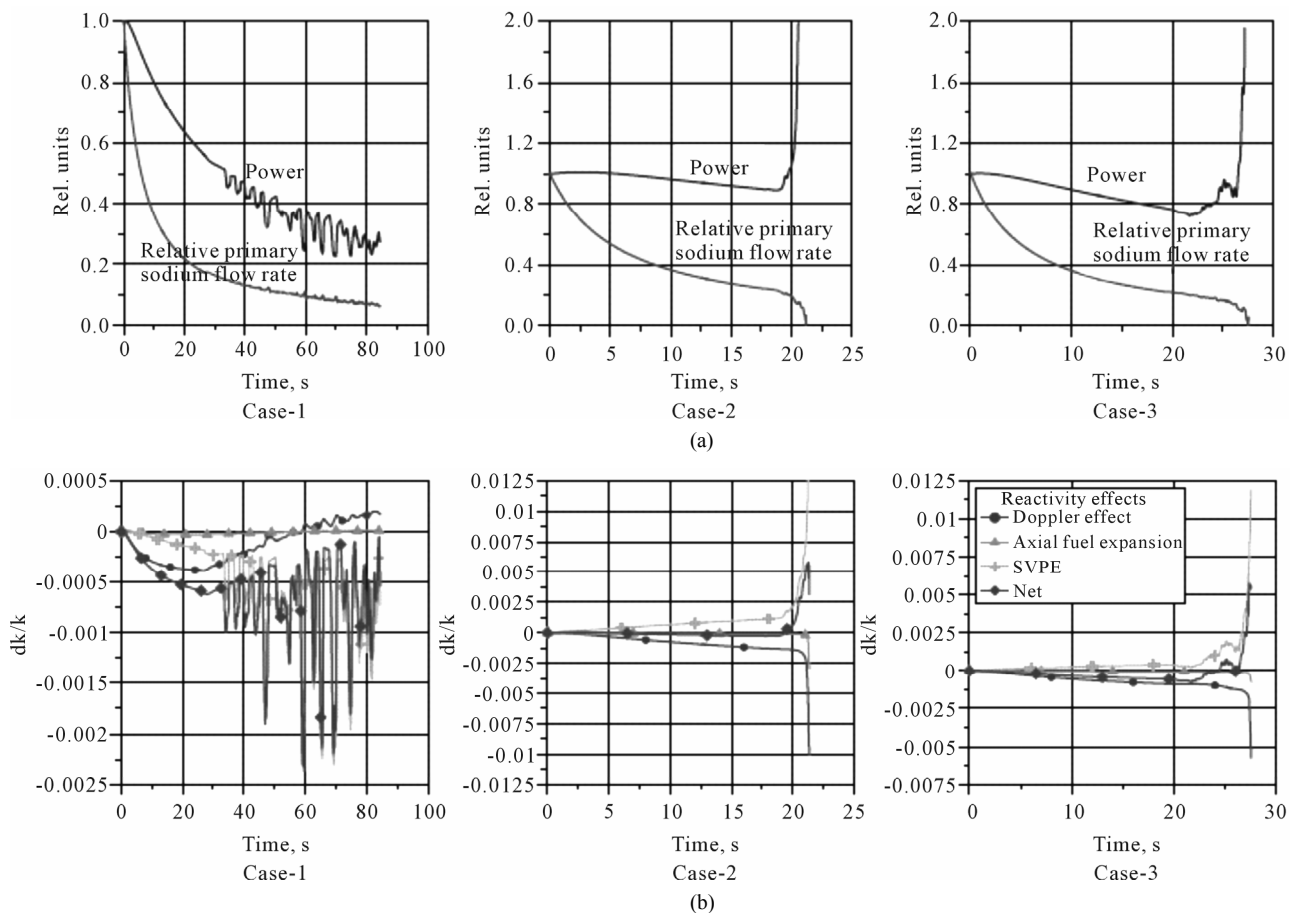 1.0
0.8
0.6
0.4
0.2
0.0
Rel. units
Power
Relative primary
sodium flow rate
0 20 40 60 80 100
Time, s
Case-1
2.0
1.6
1.2
0.8
0.4
0.0
Rel. units
Power
Relative primary
sodium flow rate
0 5 10 15 20 25
Time, s
Case-2
2.0
1.6
1.2
0.8
0.4
0.0
Rel. units
Power
Relative primary
sodium flow rate
0 10 20 30
Time, s
Case-3
(a)
0.0005
0
-0.0005
-0.001
-0.0015
-0.002
-0.0025
dk/k
0 20 40 60 80 100
Time, s
Case-1
0.0125
0.01
0.0075
0.005
0.0025
0
-0.0025
-0.005
-0.0075
-0.01
-0.0125
dk/k
0 5 10 15 20 25
Time, s
Case-2
0.0125
0.01
0.0075
0.005
0.0025
0
-0.0025
-0.005
-0.0075
dk/k
Reactivity effects
Doppler effect
Axial fuel expansion
SVPE
Net
0 10 20 30
Time, s
Case-3
(b)